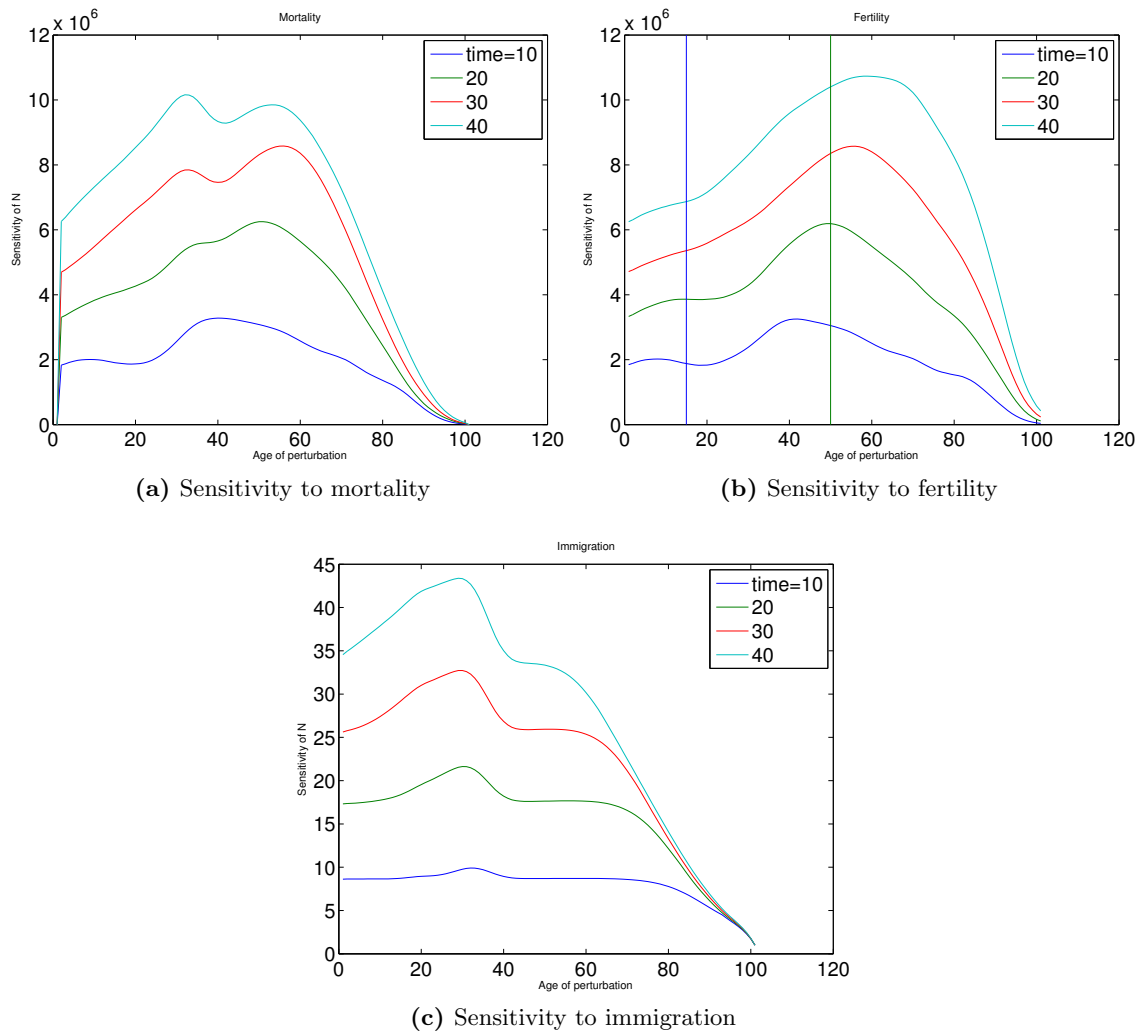 Mortality
x 10^6
12
10
8
6
4
2
0
0 20 40 60 80 100 120
Sensitivity of N
Age of perturbation
time=10
20
30
40
(a) Sensitivity to mortality
Fertility
x 10^6
12
10
8
6
4
2
0
0 20 40 60 80 100 120
Sensitivity of N
Age of perturbation
time=10
20
30
40
(b) Sensitivity to fertility
Immigration
45
40
35
30
25
20
15
10
5
0
0 20 40 60 80 100 120
Sensitivity of N
Age of perturbation
time=10
20
30
40
(c) Sensitivity to immigration